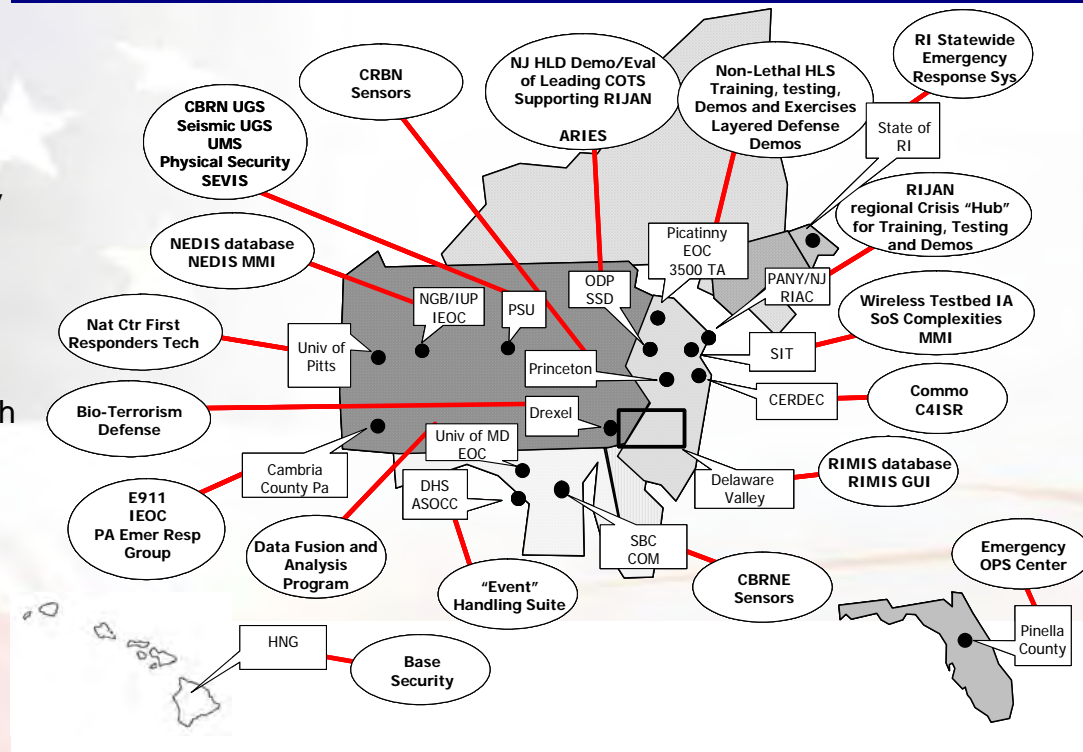 CRBN
Sensors
NJ HLD Demo/Eval
of Leading COTS
Supporting RIJAN
ARIES
Non-Lethal HLS
Training, testing,
Demos and Exercises
Layered Defense
Demos
RI Statewide
Emergency
Response Sys
CBRN UGS
Seismic UGS
UMS
Physical Security
SEVIS
State of
RI
RIJAN
regional Crisis "Hub"
for Training, Testing
and Demos
NEDIS database
NEDIS MMI
Picatinny
EOC
3500 TA
ODP
SSD
PANY/NJ
RIAC
NGB/IUP
IEOC
PSU
Wireless Testbed IA
SoS Complexities
MMI
Nat Ctr First
Responders Tech
Univ of
Pitts
SIT
Princeton
CERDEC
Commo
C4ISR
Bio-Terrorism
Defense
Drexel
Univ of MD
EOC
Cambria
County Pa
DHS
ASOCC
Delaware
Valley
RIMIS database
RIMIS GUI
E911
IEOC
PA Emer Resp
Group
Data Fusion and
Analysis
Program
SBC
COM
"Event"
Handling Suite
CBRNE
Sensors
Emergency
OPS Center
Pinella
County
HNG
Base
Security